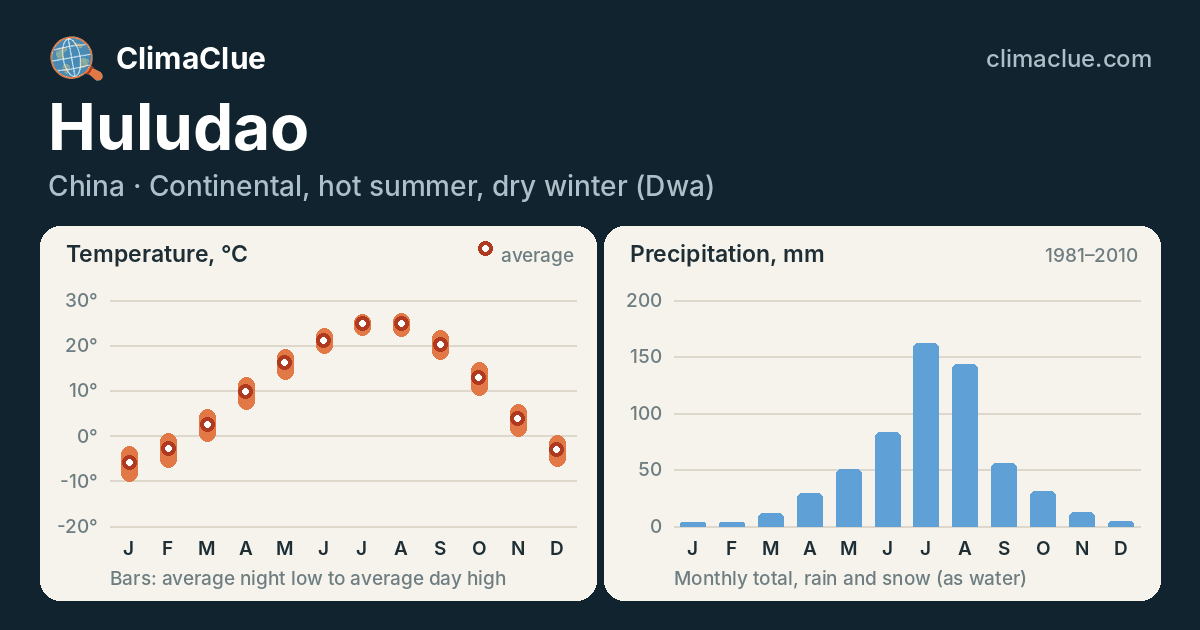 ClimaClue
climaclue.com
Huludao
China · Continental, hot summer, dry winter (Dwa)
Temperature, °C
average
30°
20°
10°
0°
-10°
-20°
J F M A M J J A S O N D
Bars: average night low to average day high
Precipitation, mm
1981–2010
200
150
100
50
0
J F M A M J J A S O N D
Monthly total, rain and snow (as water)